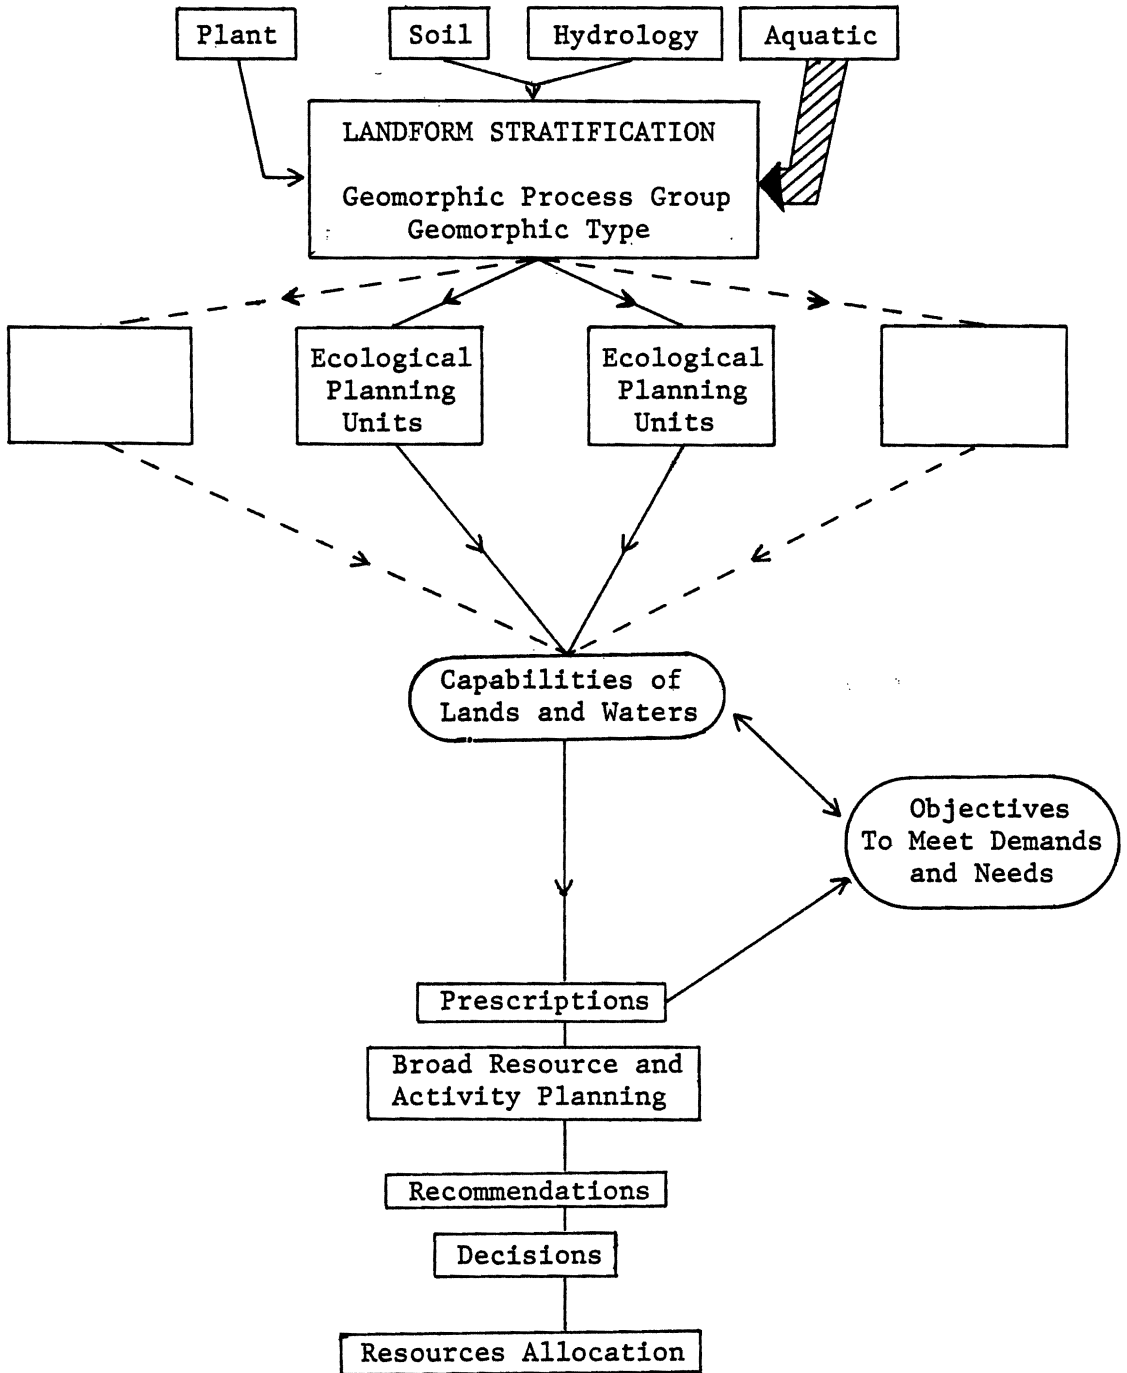 Plant
Soil
Hydrology
Aquatic
LANDFORM STRATIFICATION
Geomorphic Process Group
Geomorphic Type
Ecological
Planning
Units
Ecological
Planning
Units
Capabilities of
Lands and Waters
Objectives
To Meet Demands
and Needs
Prescriptions
Broad Resource and
Activity Planning
Recommendations
Decisions
Resources Allocation